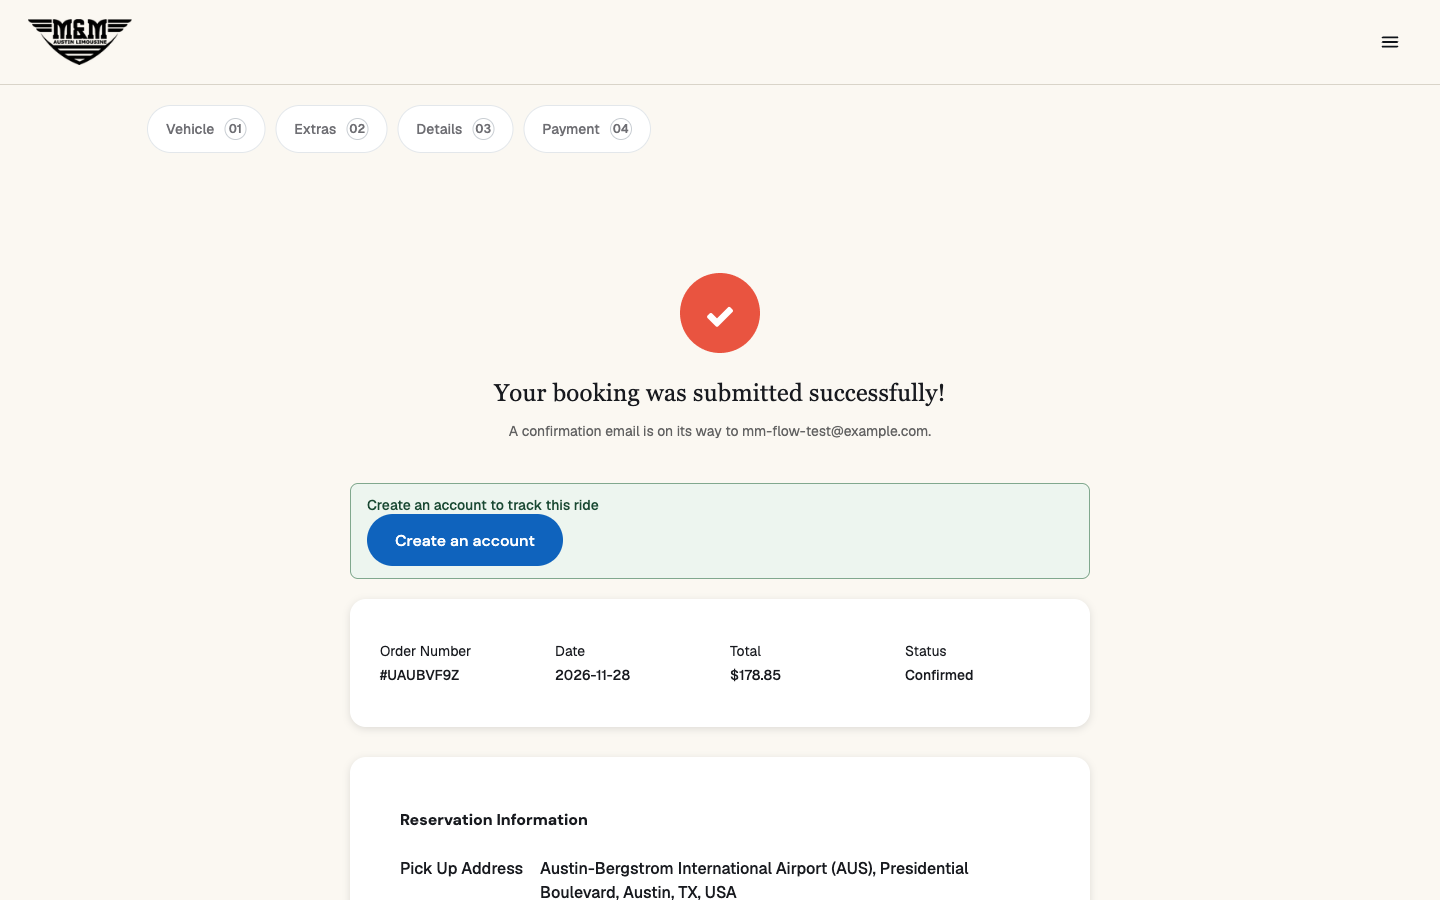 M&M
AUSTIN LIMOUSINE
Vehicle 01
Extras 02
Details 03
Payment 04
Your booking was submitted successfully!
A confirmation email is on its way to mm-flow-test@example.com.
Create an account to track this ride
Create an account
Order Number
#UAUBVF9Z
Date
2026-11-28
Total
$178.85
Status
Confirmed
Reservation Information
Pick Up Address
Austin-Bergstrom International Airport (AUS), Presidential
Boulevard, Austin, TX, USA